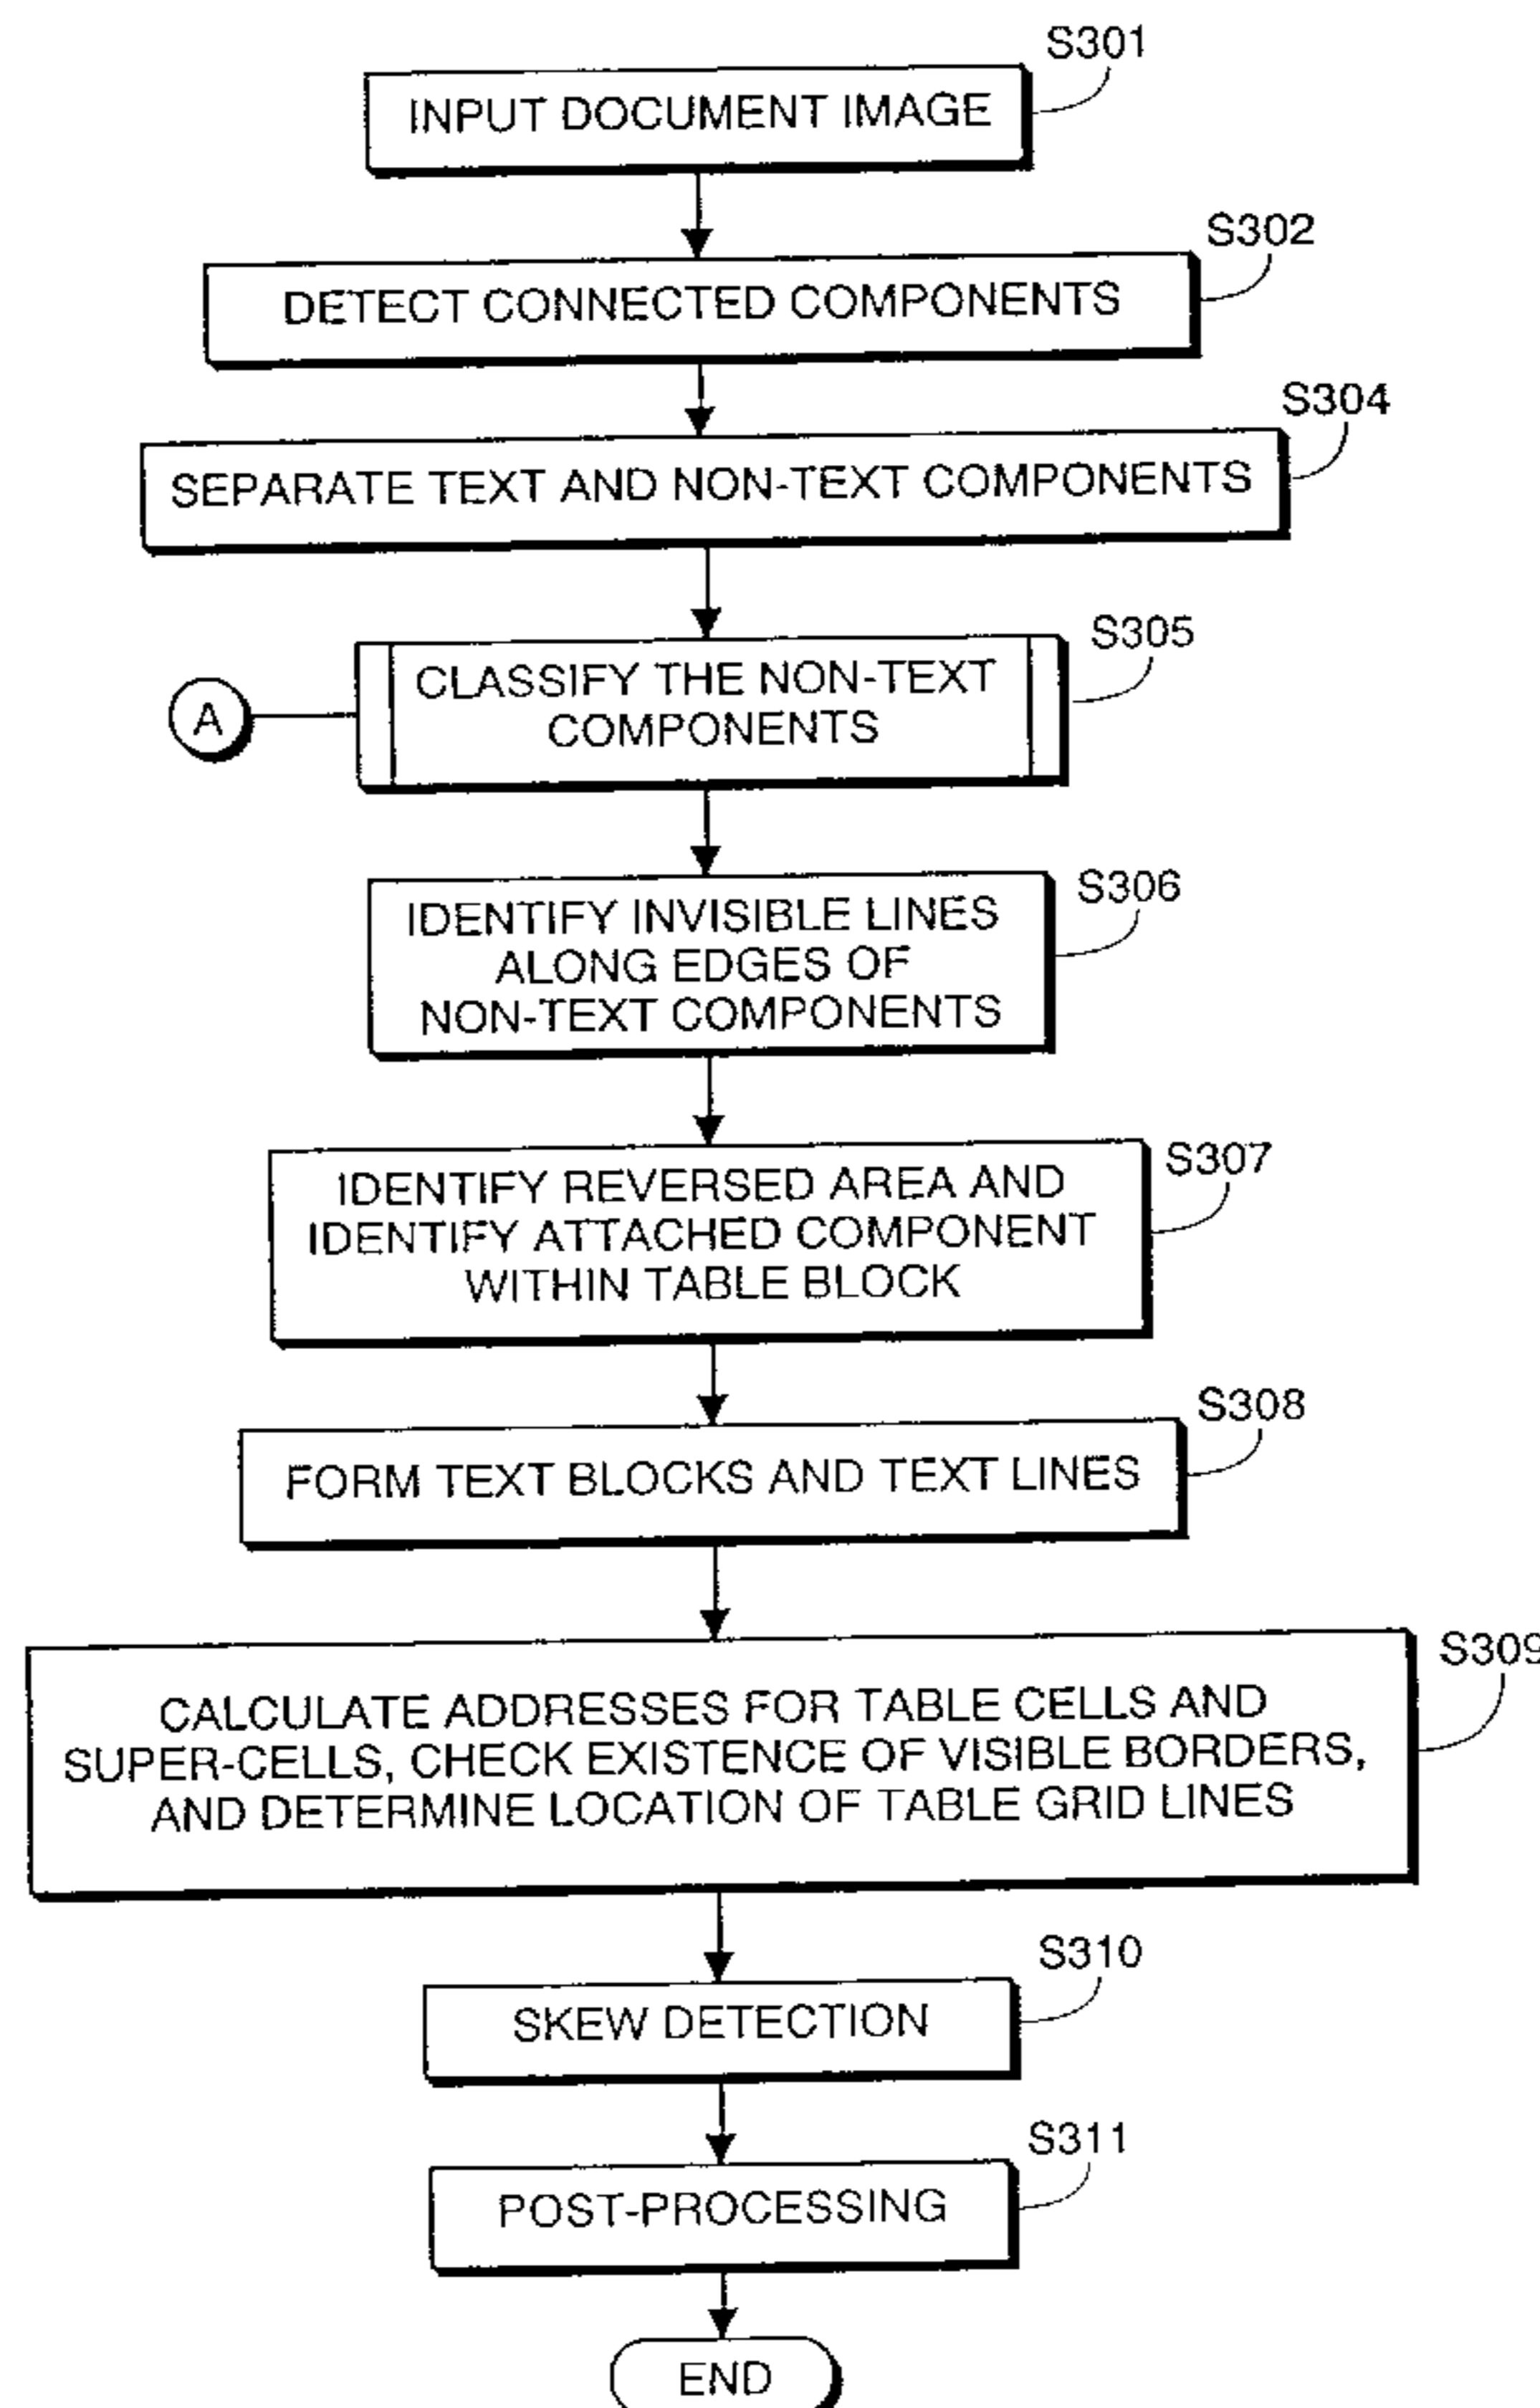 S301
INPUT DOCUMENT IMAGE
S302
DETECT CONNECTED COMPONENTS
S304
SEPARATE TEXT AND NON-TEXT COMPONENTS
S305
A
CLASSIFY THE NON-TEXT
COMPONENTS
S306
IDENTIFY INVISIBLE LINES
ALONG EDGES OF
NON-TEXT COMPONENTS
S307
IDENTIFY REVERSED AREA AND
IDENTIFY ATTACHED COMPONENT
WITHIN TABLE BLOCK
S308
FORM TEXT BLOCKS AND TEXT LINES
S309
CALCULATE ADDRESSES FOR TABLE CELLS AND
SUPER-CELLS, CHECK EXISTENCE OF VISIBLE BORDERS,
AND DETERMINE LOCATION OF TABLE GRID LINES
S310
SKEW DETECTION
S311
POST-PROCESSING
END